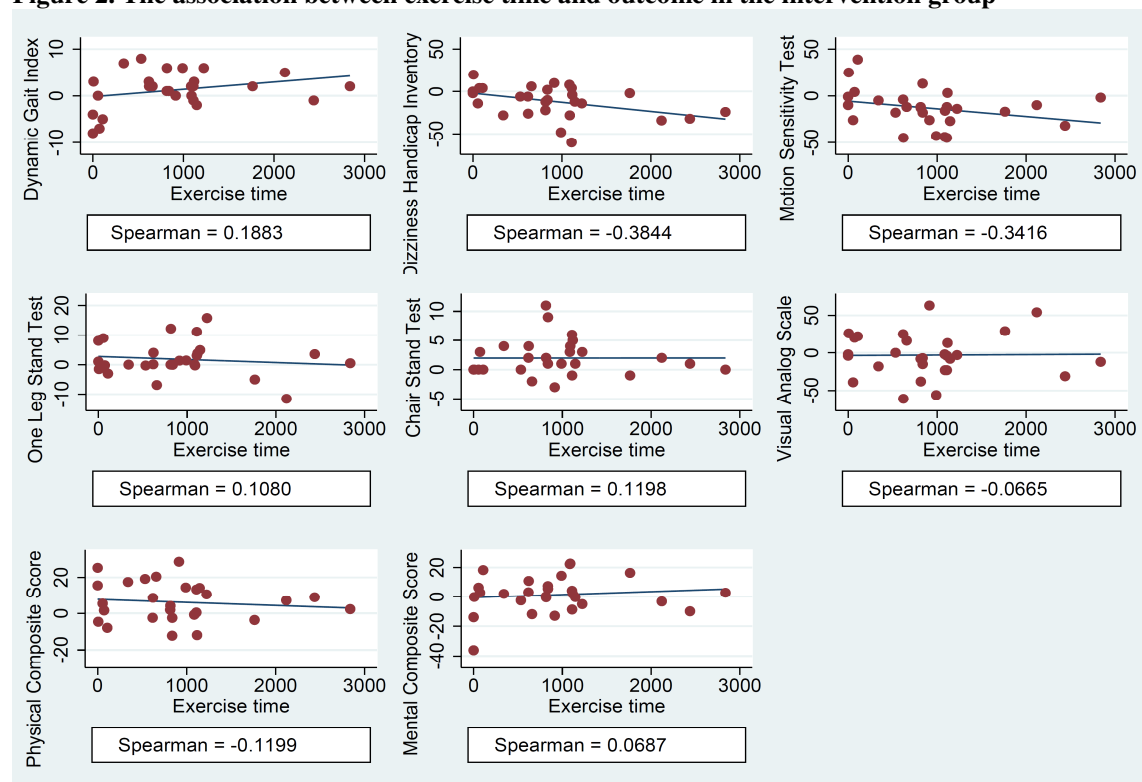 Figure 2. The association between exercise time and outcome in the intervention group
Dynamic Gait Index
10
0
-10
0 1000 2000 3000
Exercise time
Spearman = 0.1883
Dizziness Handicap Inventory
50
0
-50
0 1000 2000 3000
Exercise time
Spearman = -0.3844
Motion Sensitivity Test
50
0
-50
0 1000 2000 3000
Exercise time
Spearman = -0.3416
One Leg Stand Test
20
10
0
-10
0 1000 2000 3000
Exercise time
Spearman = 0.1080
Chair Stand Test
10
5
0
-5
0 1000 2000 3000
Exercise time
Spearman = 0.1198
Visual Analog Scale
50
0
-50
0 1000 2000 3000
Exercise time
Spearman = -0.0665
Physical Composite Score
20
0
-20
0 1000 2000 3000
Exercise time
Spearman = -0.1199
Mental Composite Score
20
0
-20
-40
0 1000 2000 3000
Exercise time
Spearman = 0.0687